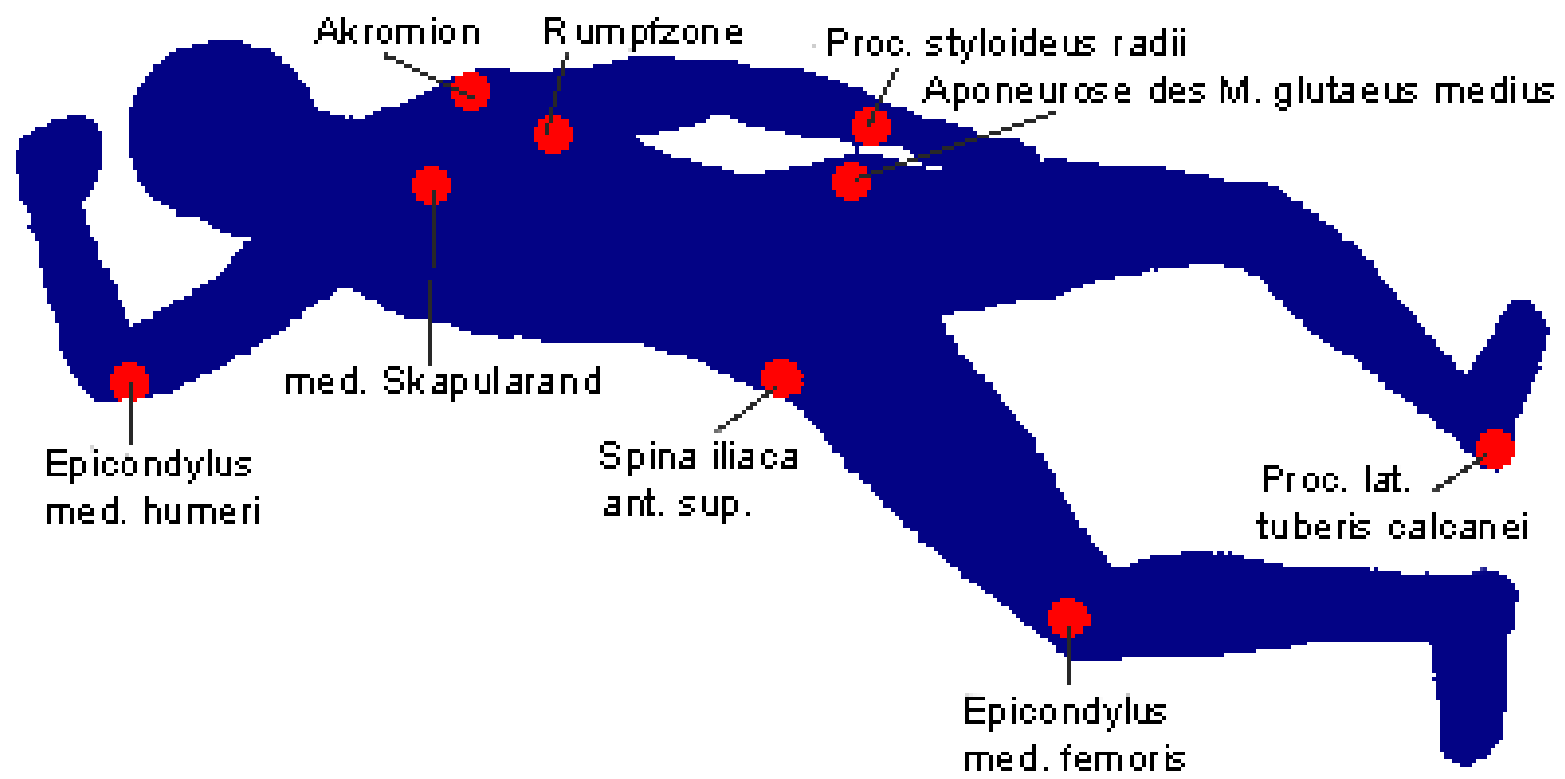 Akromion
Rumpfzone
Proc. styloideus radii
Aponeurose des M. glutaeus medius
med. Skapularand
Epicondylus
med. humeri
Spina iliaca
ant. sup.
Proc. lat.
tuberis calcanei
Epicondylus
med. femoris